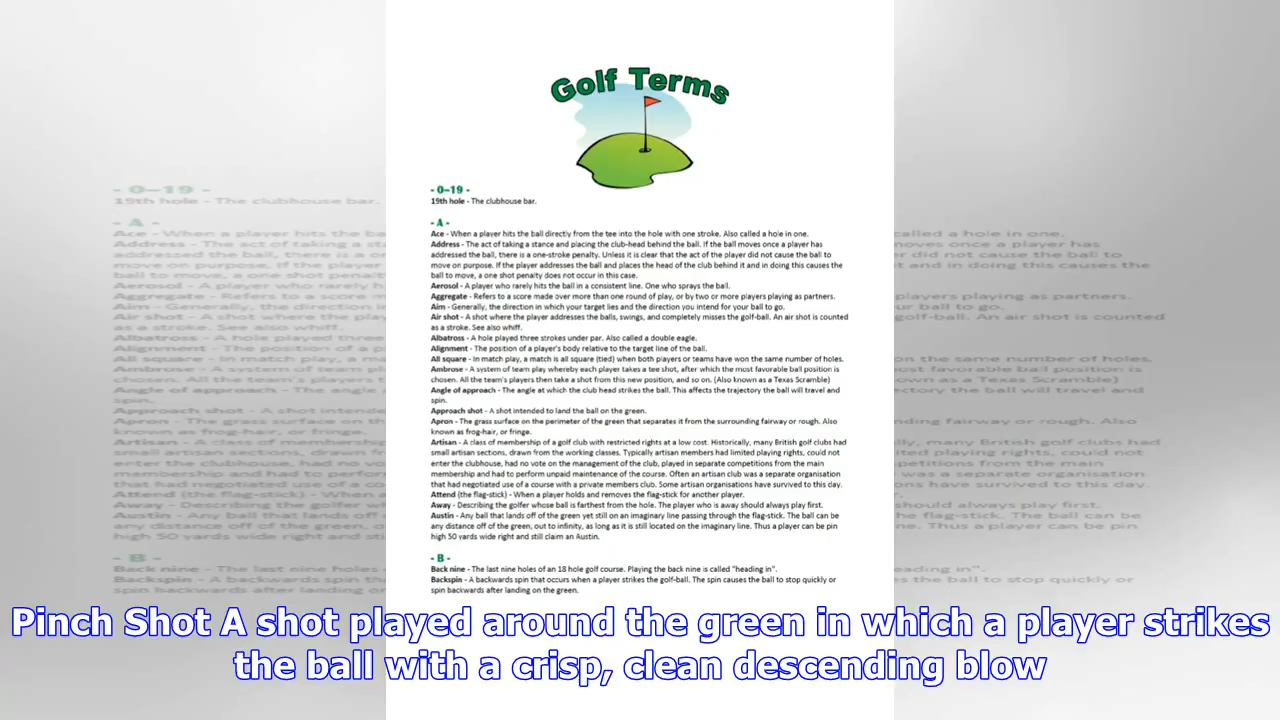 Golf Terms
- 0–19 -
19th hole - The clubhouse bar.
- A -
Ace - When a player hits the ball directly from the tee into the hole with one stroke. Also called a hole in one.
Address - The act of taking a stance and placing the club-head behind the ball. If the ball moves once a player has
addressed the ball, there is a one-stroke penalty. Unless it is clear that the act of the player did not cause the ball to
move on purpose. If the player addresses the ball and places the head of the club behind it and in doing this causes the
ball to move, a one shot penalty does not occur in this case.
Aerosol - A player who rarely hits the ball in a consistent line. One who sprays the ball.
Aggregate - Refers to a score made over more than one round of play, or by two or more players playing as partners.
Aim - Generally, the direction in which your target lies and the direction you intend for your ball to go.
Air shot - A shot where the player addresses the balls, swings, and completely misses the golf-ball. An air shot is counted
as a stroke. See also whiff.
Albatross - A hole played three strokes under par. Also called a double eagle.
Alignment - The position of a player's body relative to the target line of the ball.
All square - In match play, a match is all square (tied) when both players or teams have won the same number of holes.
Ambrose - A system of team play whereby each player takes a tee shot, after which the most favorable ball position is
chosen. All the team's players then take a shot from this new position, and so on. (Also known as a Texas Scramble)
Angle of approach - The angle at which the club head strikes the ball. This affects the trajectory the ball will travel and
spin.
Approach shot - A shot intended to land the ball on the green.
Apron - The grass surface on the perimeter of the green that separates it from the surrounding fairway or rough. Also
known as frog-hair, or fringe.
Artisan - A class of membership of a golf club with restricted rights at a low cost. Historically, many British golf clubs had
small artisan sections, drawn from the working classes. Typically artisan members had limited playing rights, could not
enter the clubhouse, had no vote on the management of the club, played in separate competitions from the main
membership and had to perform unpaid maintenance of the course. Often an artisan club was a separate organisation
that had negotiated use of a course with a private members club. Some artisan organisations have survived to this day.
Attend (the flag-stick) - When a player holds and removes the flag-stick for another player.
Away - Describing the golfer whose ball is farthest from the hole. The player who is away should always play first.
Austin - Any ball that lands off of the green yet still on an imaginary line passing through the flag-stick. The ball can be
any distance off of the green, out to infinity, as long as it is still located on the imaginary line. Thus a player can be pin
high 50 yards wide right and still claim an Austin.
- B -
Back nine - The last nine holes of an 18 hole golf course. Playing the back nine is called "heading in".
Backspin - A backwards spin that occurs when a player strikes the golf-ball. The spin causes the ball to stop quickly or
spin backwards after landing on the green.
Pinch Shot A shot played around the green in which a player strikes
the ball with a crisp, clean descending blow